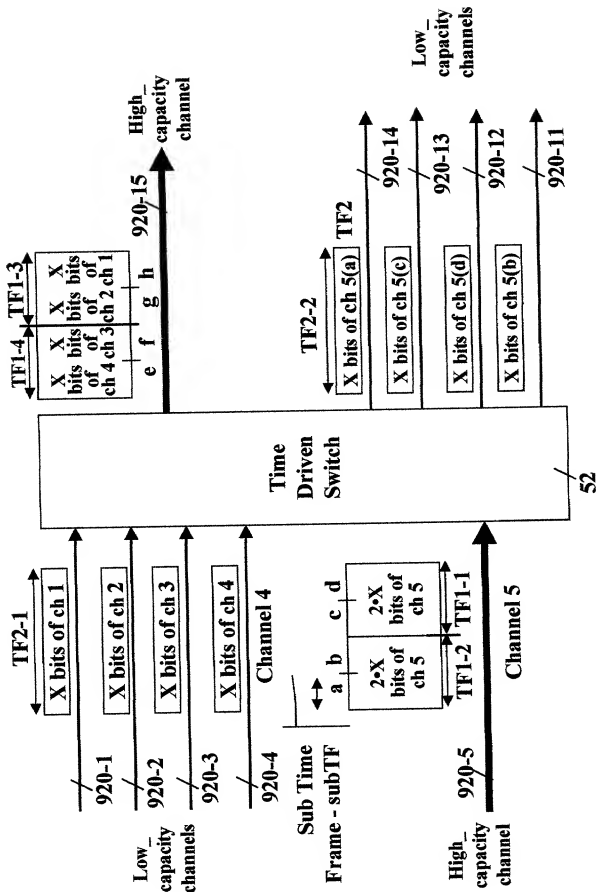 TF2-1
X bits of ch 1
920-1
X bits of ch 2
920-2
X bits of ch 3
920-3
X bits of ch 4
920-4
Channel 4
Low_
capacity
channels
Sub Time
Frame - subTF
a b c d
2•X
bits of
ch 5
2•X
bits of
ch 5
TF1-2 TF1-1
Channel 5
920-5
High_
capacity
channel
Time
Driven
Switch
52
TF1-4 TF1-3
X X X X
bits bits bits bits
of of of of
ch 4 ch 3 ch 2 ch 1
e f g h
920-15
High_
capacity
channel
TF2-2
TF2
X bits of ch 5(a)
920-14
X bits of ch 5(c)
920-13
X bits of ch 5(d)
920-12
X bits of ch 5(b)
920-11
Low_
capacity
channels